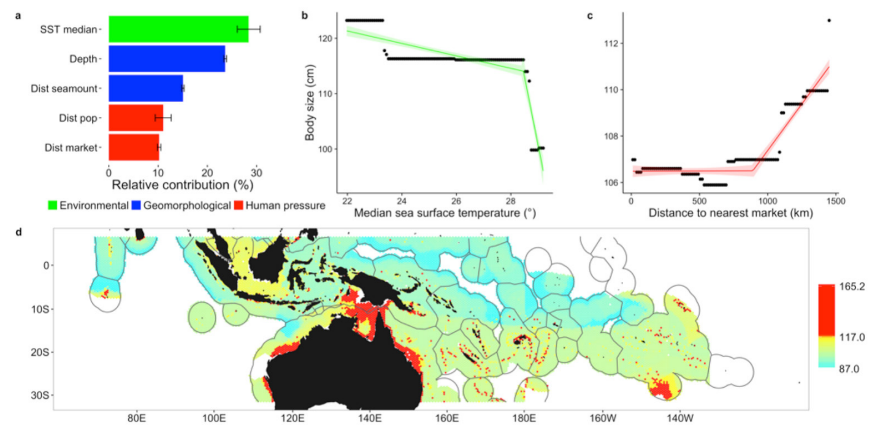 a
SST median
Depth
Dist seamount
Dist pop
Dist market
0 10 20 30
Relative contribution (%)
Environmental Geomorphological Human pressure
b
Body size (cm)
120
110
100
22 24 26 28
Median sea surface temperature (°)
c
112
110
108
106
0 500 1000 1500
Distance to nearest market (km)
d
0
10S
20S
30S
80E 100E 120E 140E 160E 180E 160W 140W
165.2
117.0
87.0